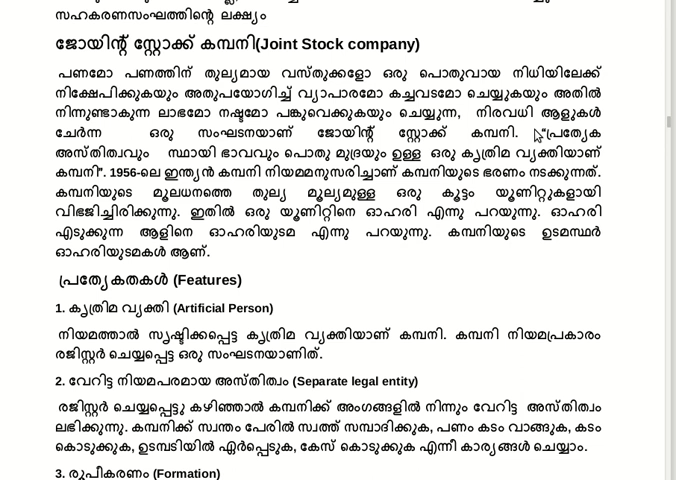 സഹകരണസംഘത്തിന്റെ ലക്ഷ്യം
ജോയിന്റ് സ്റ്റോക്ക് കമ്പനി(Joint Stock company)
പണമോ പണത്തിന് തുല്യമായ വസ്തുക്കളോ ഒരു പൊതുവായ നിധിയിലേക്ക്
നിക്ഷേപിക്കുകയും അതുപയോഗിച്ച് വ്യാപാരമോ കച്ചവടമോ ചെയ്യുകയും അതിൽ
നിന്നുണ്ടാകുന്ന ലാഭമോ നഷ്ടമോ പങ്കുവെക്കുകയും ചെയ്യുന്ന, നിരവധി ആളുകൾ
ചേർന്ന ഒരു സംഘടനയാണ് ജോയിന്റ് സ്റ്റോക്ക് കമ്പനി. “പ്രത്യേക
അസ്തിത്വവും സ്ഥായി ഭാവവും പൊതു മുദ്രയും ഉള്ള ഒരു കൃത്രിമ വ്യക്തിയാണ്
കമ്പനി”. 1956-ലെ ഇന്ത്യൻ കമ്പനി നിയമമനുസരിച്ചാണ് കമ്പനിയുടെ ഭരണം നടക്കുന്നത്.
കമ്പനിയുടെ മൂലധനത്തെ തുല്യ മൂല്യമുള്ള ഒരു കൂട്ടം യൂണിറ്റുകളായി
വിഭജിച്ചിരിക്കുന്നു. ഇതിൽ ഒരു യൂണിറ്റിനെ ഓഹരി എന്നു പറയുന്നു. ഓഹരി
എടുക്കുന്ന ആളിനെ ഓഹരിയുടമ എന്നു പറയുന്നു. കമ്പനിയുടെ ഉടമസ്ഥർ
ഓഹരിയുടമകൾ ആണ്.
പ്രത്യേകതകൾ (Features)
1. കൃത്രിമ വ്യക്തി (Artificial Person)
നിയമത്താൽ സൃഷ്ടിക്കപ്പെട്ട കൃത്രിമ വ്യക്തിയാണ് കമ്പനി. കമ്പനി നിയമപ്രകാരം
രജിസ്റ്റർ ചെയ്യപ്പെട്ട ഒരു സംഘടനയാണിത്.
2. വേറിട്ട നിയമപരമായ അസ്തിത്വം (Separate legal entity)
രജിസ്റ്റർ ചെയ്യപ്പെട്ടു കഴിഞ്ഞാൽ കമ്പനിക്ക് അംഗങ്ങളിൽ നിന്നും വേറിട്ട അസ്തിത്വം
ലഭിക്കുന്നു. കമ്പനിക്ക് സ്വന്തം പേരിൽ സ്വത്ത് സമ്പാദിക്കുക, പണം കടം വാങ്ങുക, കടം
കൊടുക്കുക, ഉടമ്പടിയിൽ ഏർപ്പെടുക, കേസ് കൊടുക്കുക എന്നീ കാര്യങ്ങൾ ചെയ്യാം.
3. രൂപീകരണം (Formation)